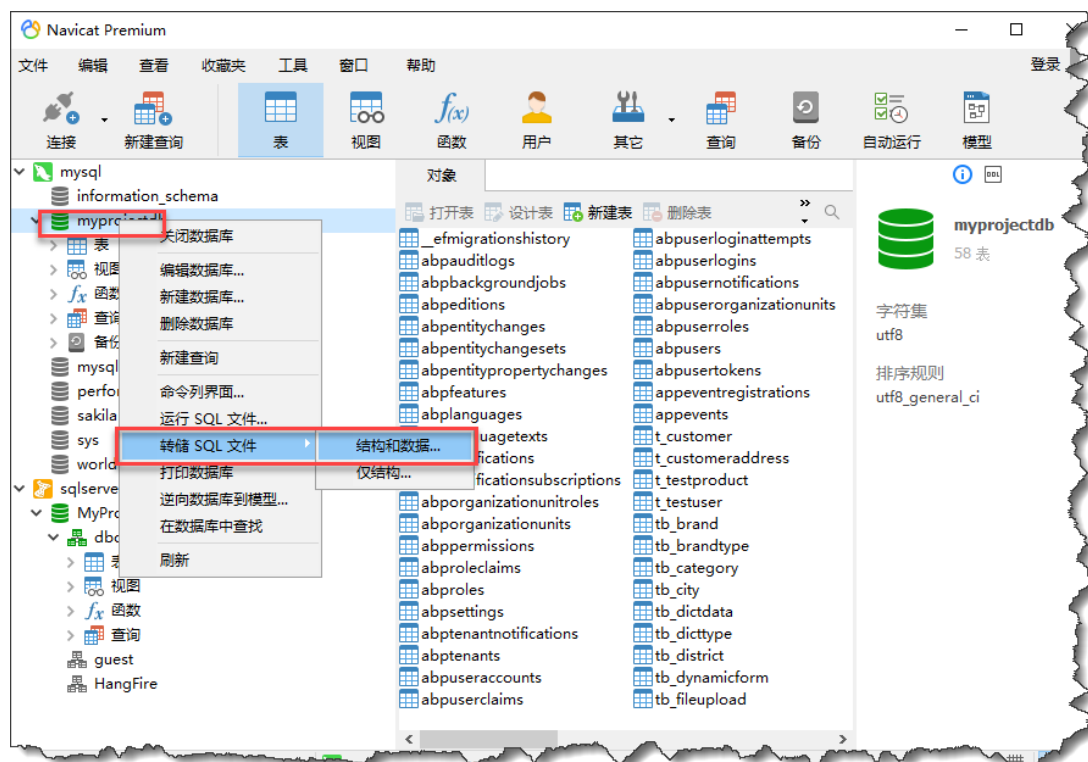 Navicat Premium
文件 编辑 查看 收藏夹 工具 窗口 帮助 登录
连接 新建查询 表 视图 f(x) 函数 用户 其它 查询 备份 自动运行 模型
mysql
information_schema
myprojectdb
表
视图
fx 函数
查询
备份
mysql
sakila
sys
world
sqlserve
MyPro
dbo
表
视图
fx 函数
查询
guest
HangFire
关闭数据库
编辑数据库...
新建数据库...
删除数据库
新建查询
命令列界面...
运行 SQL 文件...
转储 SQL 文件
打印数据库
逆向数据库到模型...
在数据库中查找
刷新
结构和数据...
仅结构...
对象
打开表 设计表 新建表 删除表 »
__efmigrationshistory
abpauditlogs
abpbackgroundjobs
abpeditions
abpentitychanges
abpentitychangesets
abpentitypropertychanges
abpfeatures
abplanguages
uagetexts
fications
ficationsubscriptions
abporganizationunitroles
abporganizationunits
abppermissions
abproleclaims
abproles
abpsettings
abptenantnotifications
abptenants
abpuseraccounts
abpuserclaims
abpuserloginattempts
abpuserlogins
abpusernotifications
abpuserorganizationunits
abpuserroles
abpusers
abpusertokens
appeventregistrations
appevents
t_customer
t_customeraddress
t_testproduct
t_testuser
tb_brand
tb_brandtype
tb_category
tb_city
tb_dictdata
tb_dicttype
tb_district
tb_dynamicform
tb_fileupload
DDL
myprojectdb
58 表
字符集
utf8
排序规则
utf8_general_ci